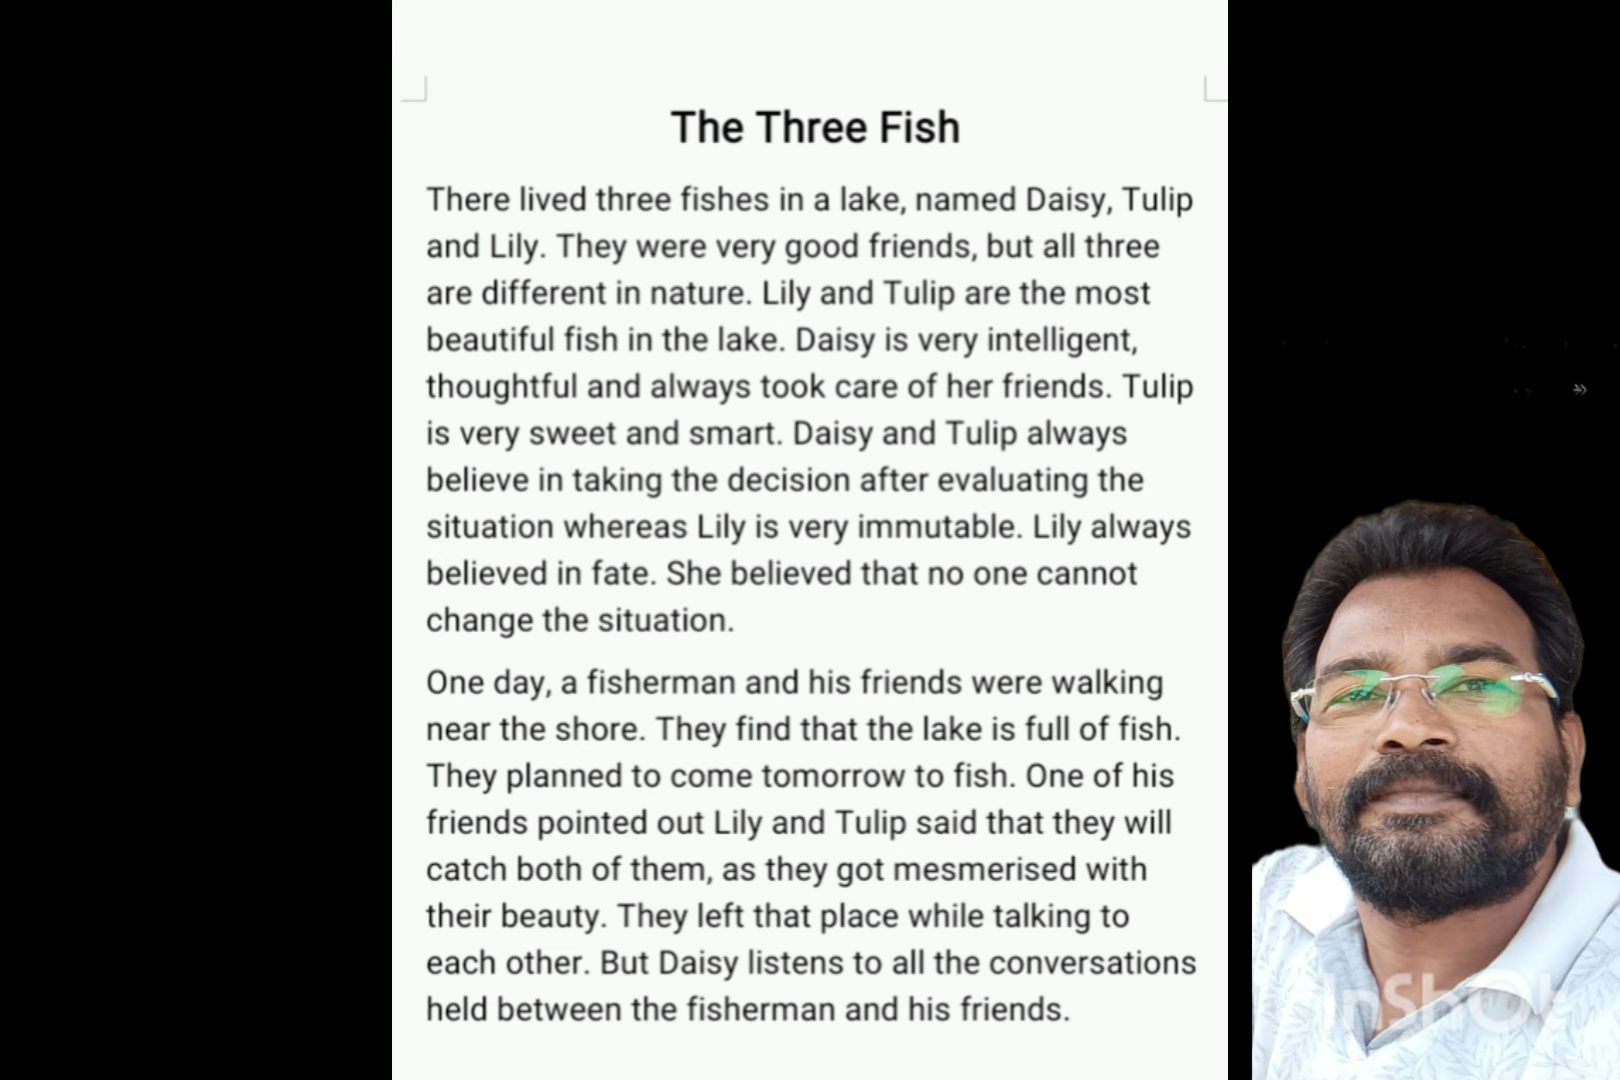 The Three Fish
There lived three fishes in a lake, named Daisy, Tulip
and Lily. They were very good friends, but all three
are different in nature. Lily and Tulip are the most
beautiful fish in the lake. Daisy is very intelligent,
thoughtful and always took care of her friends. Tulip
is very sweet and smart. Daisy and Tulip always
believe in taking the decision after evaluating the
situation whereas Lily is very immutable. Lily always
believed in fate. She believed that no one cannot
change the situation.
One day, a fisherman and his friends were walking
near the shore. They find that the lake is full of fish.
They planned to come tomorrow to fish. One of his
friends pointed out Lily and Tulip said that they will
catch both of them, as they got mesmerised with
their beauty. They left that place while talking to
each other. But Daisy listens to all the conversations
held between the fisherman and his friends.
InShOt